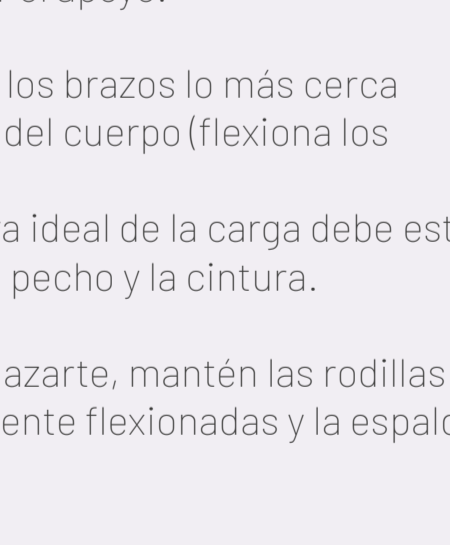 los brazos lo más cerca
del cuerpo (flexiona los
a ideal de la carga debe est
pecho y la cintura.
azarte, mantén las rodillas
ente flexionadas y la espald